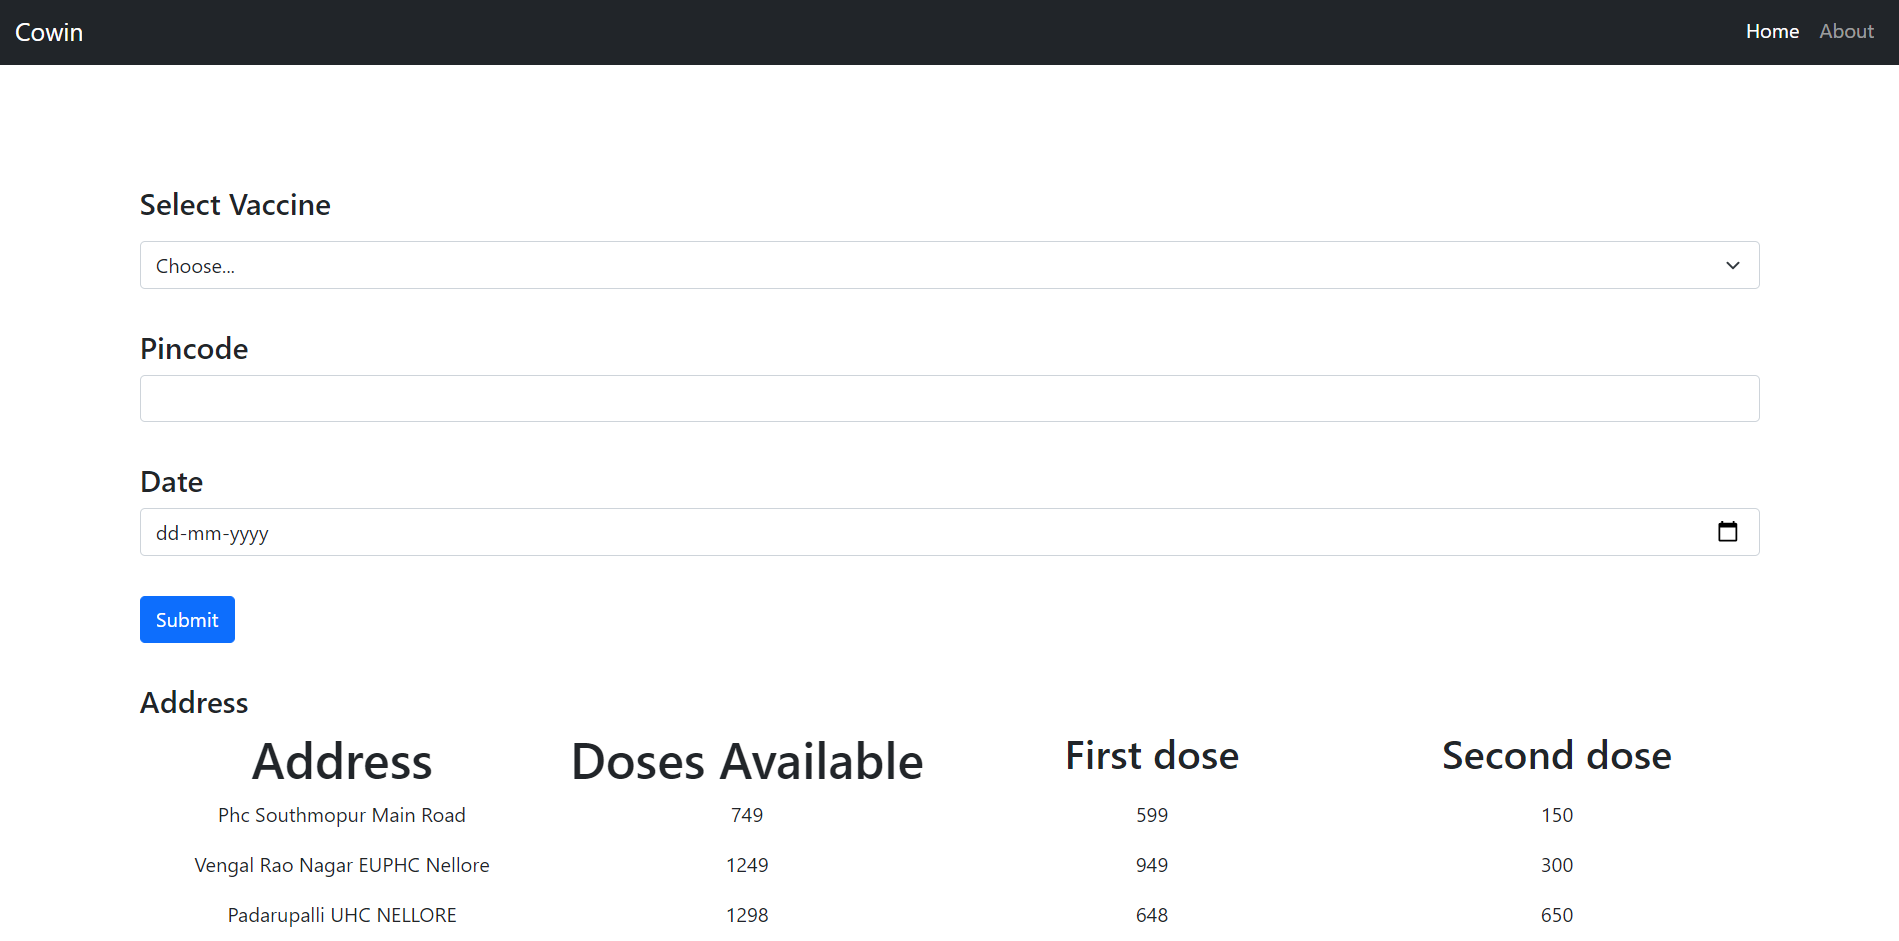 Cowin Home About
Select Vaccine
Choose...
Pincode
Date
dd-mm-yyyy
Submit
Address
Address Doses Available First dose Second dose
Phc Southmopur Main Road 749 599 150
Vengal Rao Nagar EUPHC Nellore 1249 949 300
Padarupalli UHC NELLORE 1298 648 650